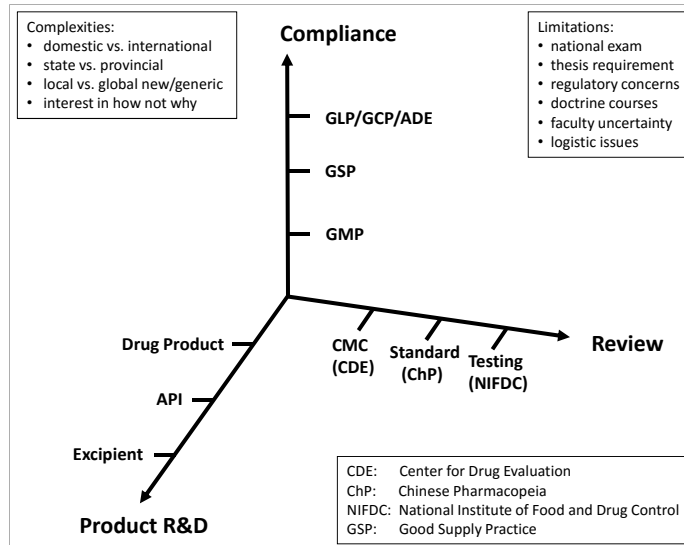 Complexities:
• domestic vs. international
• state vs. provincial
• local vs. global new/generic
• interest in how not why
Compliance
Limitations:
• national exam
• thesis requirement
• regulatory concerns
• doctrine courses
• faculty uncertainty
• logistic issues
GLP/GCP/ADE
GSP
GMP
Drug Product
API
Excipient
Product R&D
CMC
(CDE)
Standard
(ChP)
Testing
(NIFDC)
Review
CDE: Center for Drug Evaluation
ChP: Chinese Pharmacopeia
NIFDC: National Institute of Food and Drug Control
GSP: Good Supply Practice